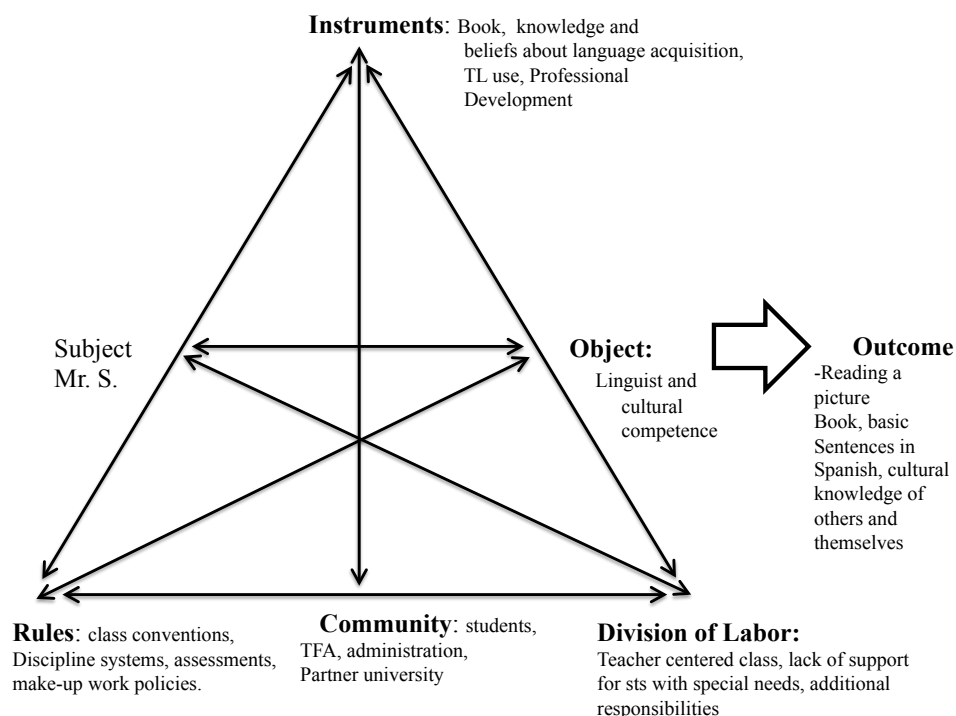 Instruments: Book, knowledge and
beliefs about language acquisition,
TL use, Professional
Development
Subject
Mr. S.
Object:
Linguist and
cultural
competence
Outcome
-Reading a
picture
Book, basic
Sentences in
Spanish, cultural
knowledge of
others and
themselves
Rules: class conventions,
Discipline systems, assessments,
make-up work policies.
Community: students,
TFA, administration,
Partner university
Division of Labor:
Teacher centered class, lack of support
for sts with special needs, additional
responsibilities